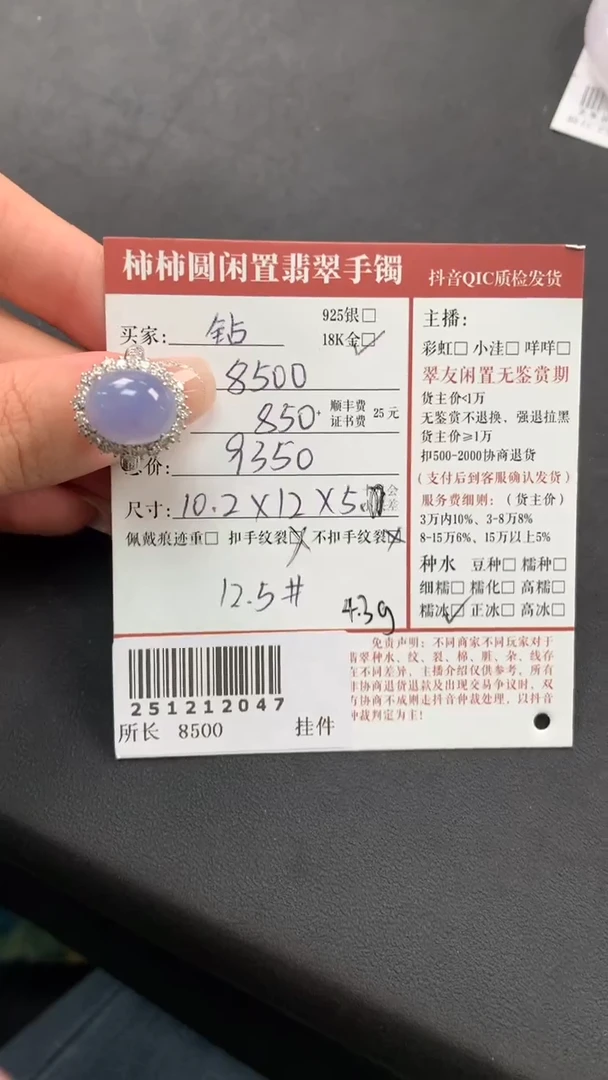 柿柿圆闲置翡翠手镯 抖音QIC质检发货
925银□
买家: 钻 18K金☑
8500
850+ 顺丰费 证书费 25元
价: 9350
尺寸: 10.2×12×5.
佩戴痕迹重□ 扣手纹裂☒ 不扣手纹裂☒
12.5#
4.3g
251212047
所长 8500 挂件
主播:
彩虹□ 小洼□ 咩咩□
翠友闲置无鉴赏期
货主价<1万
无鉴赏不退换、强退拉黑
货主价≥1万
扣500-2000协商退货
(支付后到客服确认发货)
服务费细则: (货主价)
3万内10%、3-8万8%
8-15万6%、15万以上5%
种水 豆种□ 糯种□
细糯□ 糯化□ 高糯□
糯冰☑ 正冰□ 高冰□
免责声明: 不同商家不同玩家对于
翡翠种水、纹、裂、棉、脏、杂、线存
在不同差异, 主播介绍仅供参考, 所有
非协商退货退款及出现交易争议时, 双
有协商不成则走抖音仲裁处理, 以抖音
仲裁判定为主!